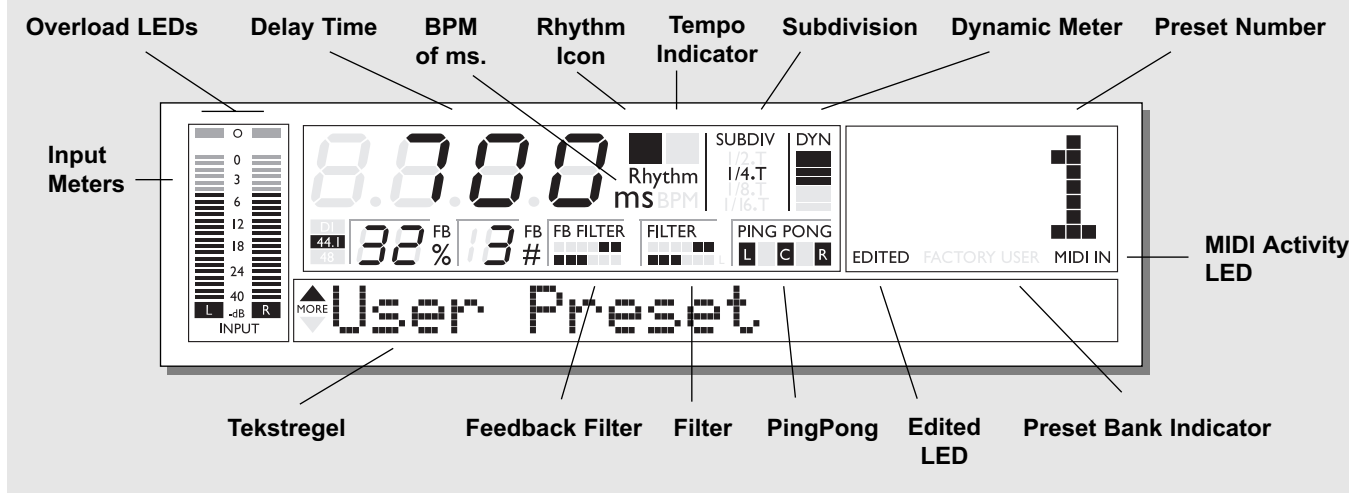 Overload LEDs
Delay Time
BPM
of ms.
Rhythm
Icon
Tempo
Indicator
Subdivision
Dynamic Meter
Preset Number
Input
Meters
0
3
6
12
18
24
40
-dB
L
R
INPUT
8.8.700
Rhythm
ms
BPM
SUBDIV
1/2.T
1/4.T
1/8.T
1/16.T
DYN
1
DI
44.1
48
32
FB
%
3
FB
#
FB FILTER
FILTER
L
PING PONG
L C R
EDITED
FACTORY USER
MIDI IN
MIDI Activity
LED
MORE
User Preset
Tekstregel
Feedback Filter
Filter
PingPong
Edited
LED
Preset Bank Indicator